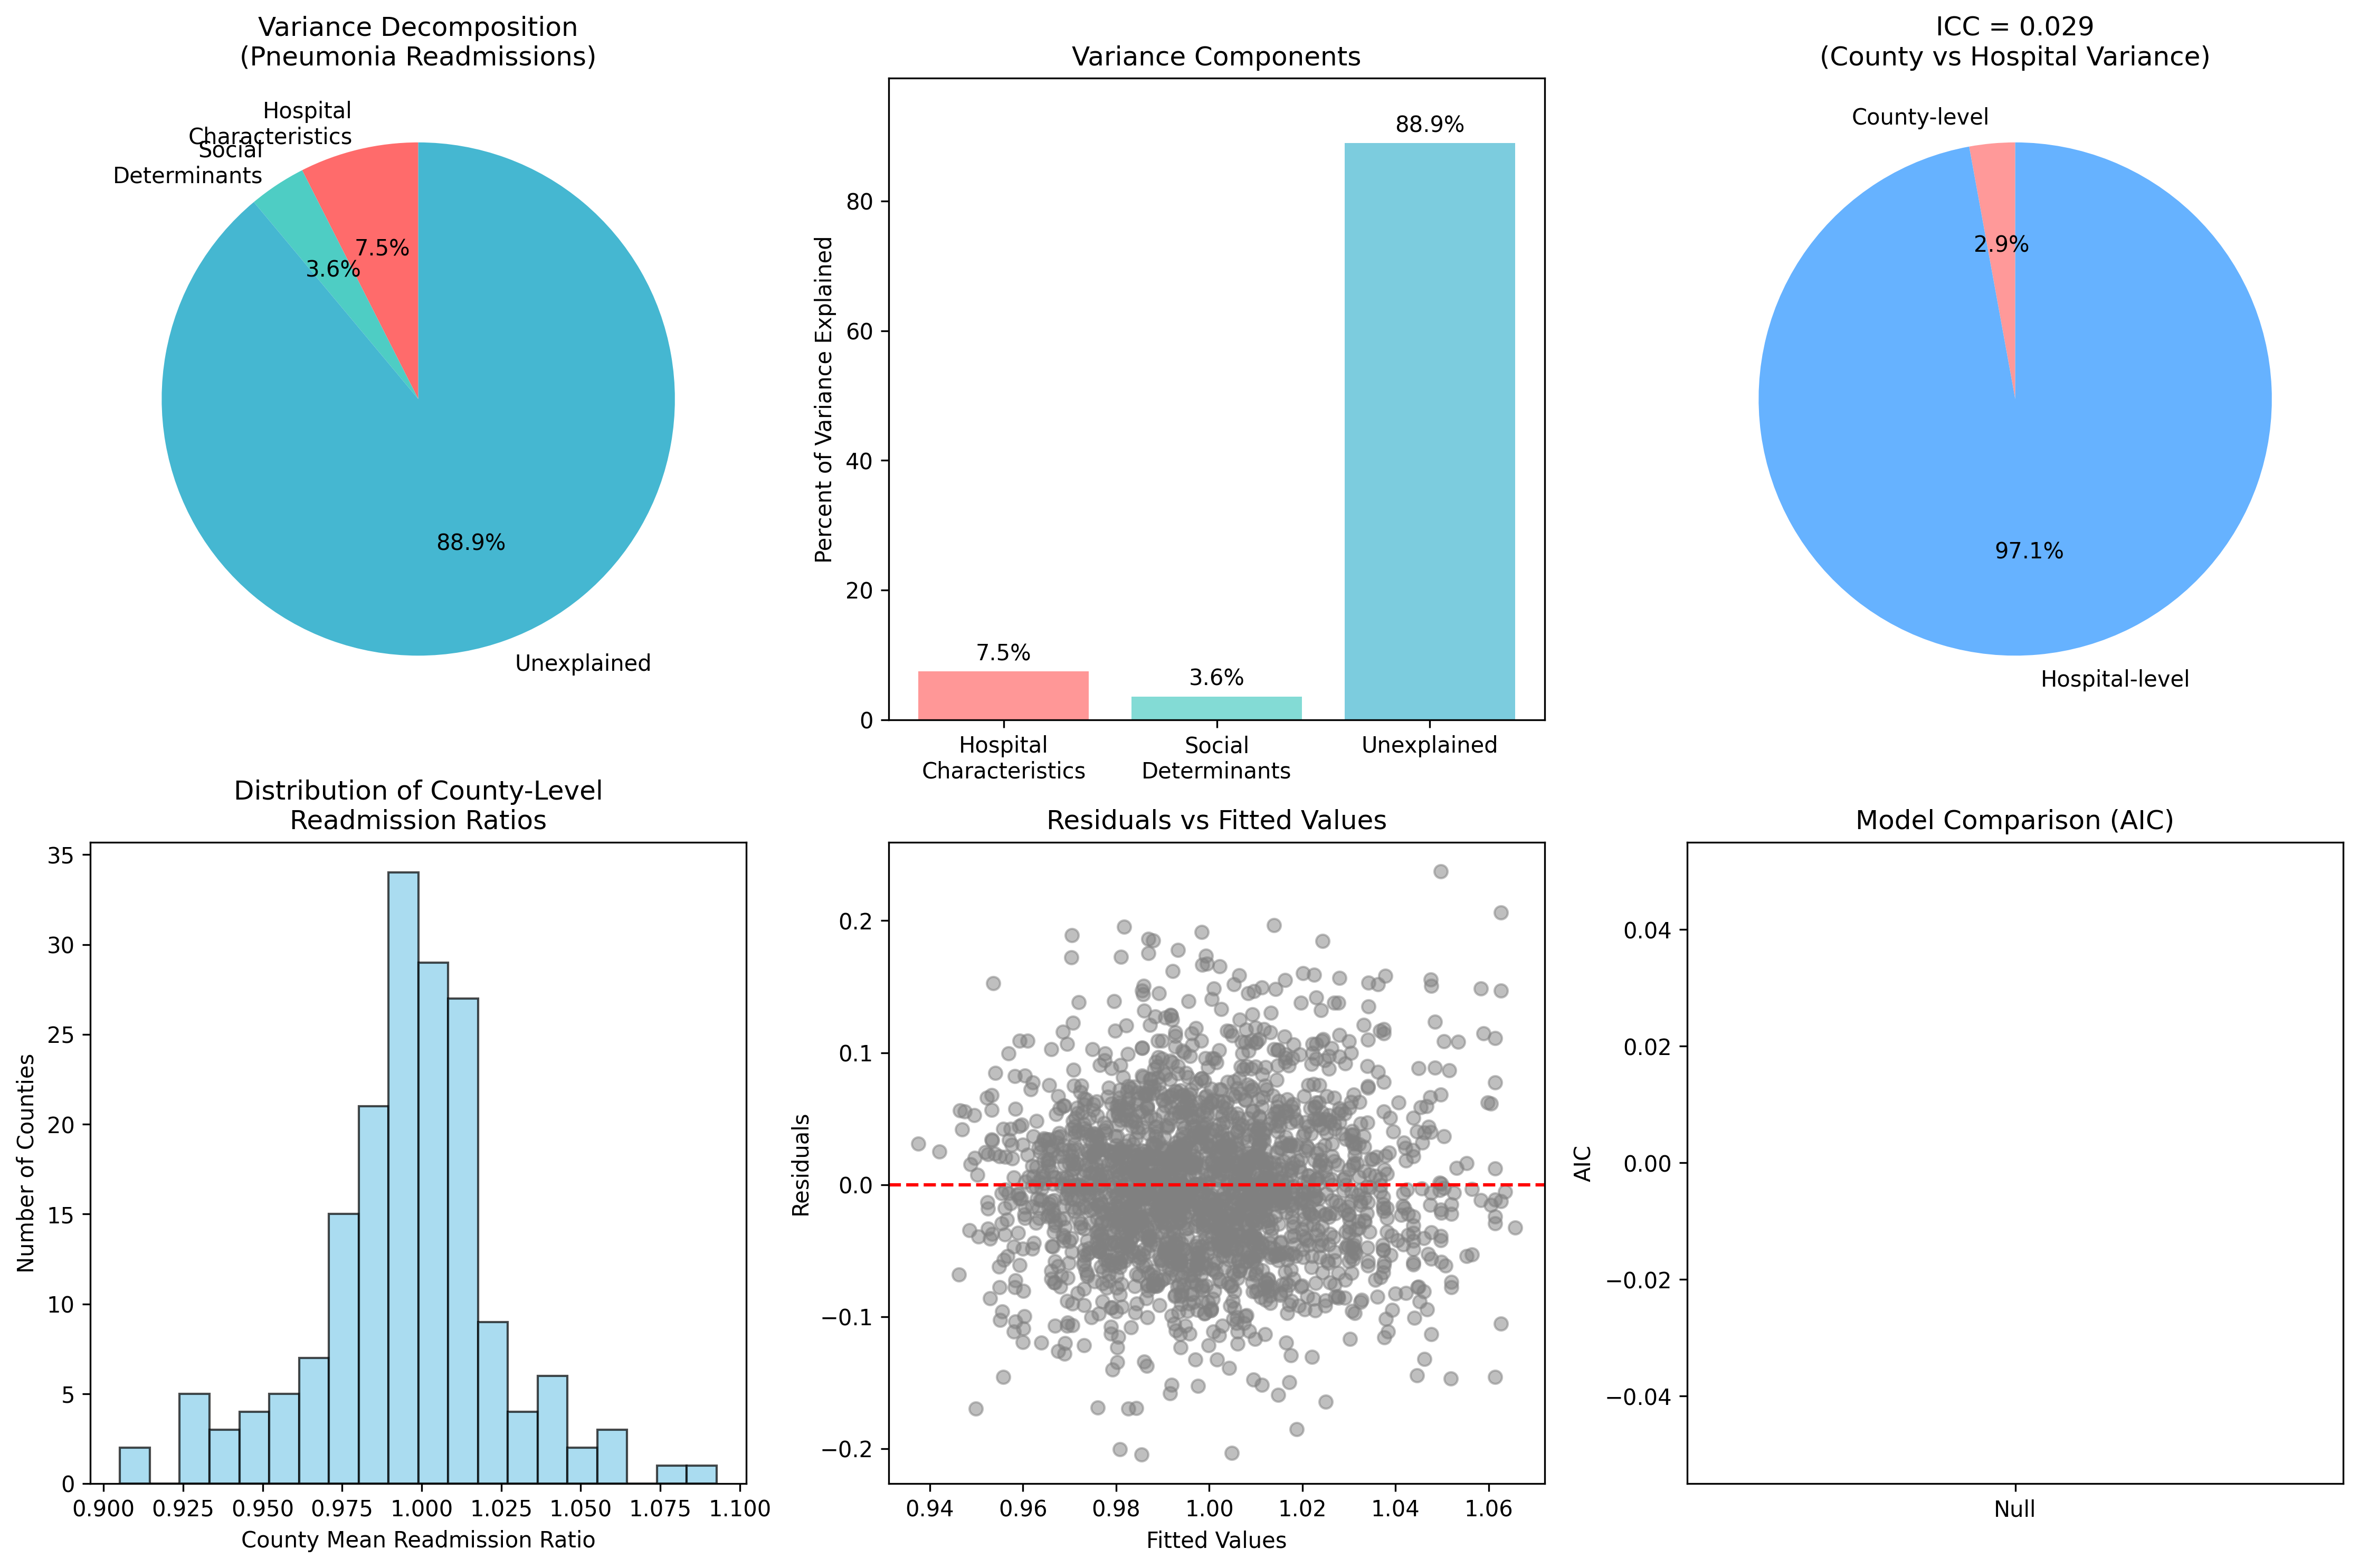 Variance Decomposition
(Pneumonia Readmissions)
Hospital
Characteristics
Social
Determinants
7.5%
3.6%
88.9%
Unexplained
Variance Components
Percent of Variance Explained
80
60
40
20
0
88.9%
7.5%
3.6%
Hospital
Characteristics
Social
Determinants
Unexplained
ICC = 0.029
(County vs Hospital Variance)
County-level
2.9%
97.1%
Hospital-level
Distribution of County-Level
Readmission Ratios
Number of Counties
35
30
25
20
15
10
5
0
0.900 0.925 0.950 0.975 1.000 1.025 1.050 1.075 1.100
County Mean Readmission Ratio
Residuals vs Fitted Values
Residuals
0.2
0.1
0.0
−0.1
−0.2
0.94 0.96 0.98 1.00 1.02 1.04 1.06
Fitted Values
Model Comparison (AIC)
AIC
0.04
0.02
0.00
−0.02
−0.04
Null